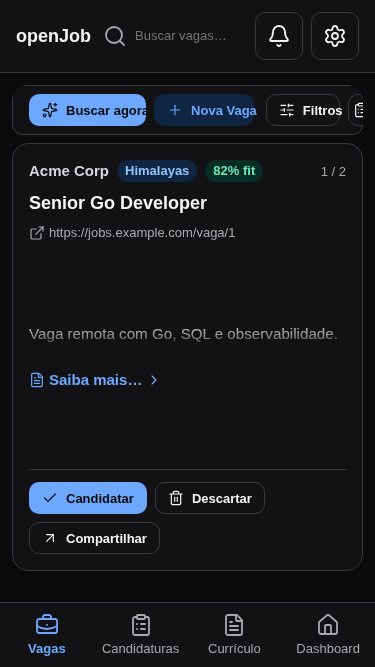 openJob Buscar vagas…
Buscar agora Nova Vaga Filtros
Acme Corp Himalayas 82% fit 1 / 2
Senior Go Developer
https://jobs.example.com/vaga/1
Vaga remota com Go, SQL e observabilidade.
Saiba mais…
Candidatar Descartar
Compartilhar
Vagas Candidaturas Currículo Dashboard